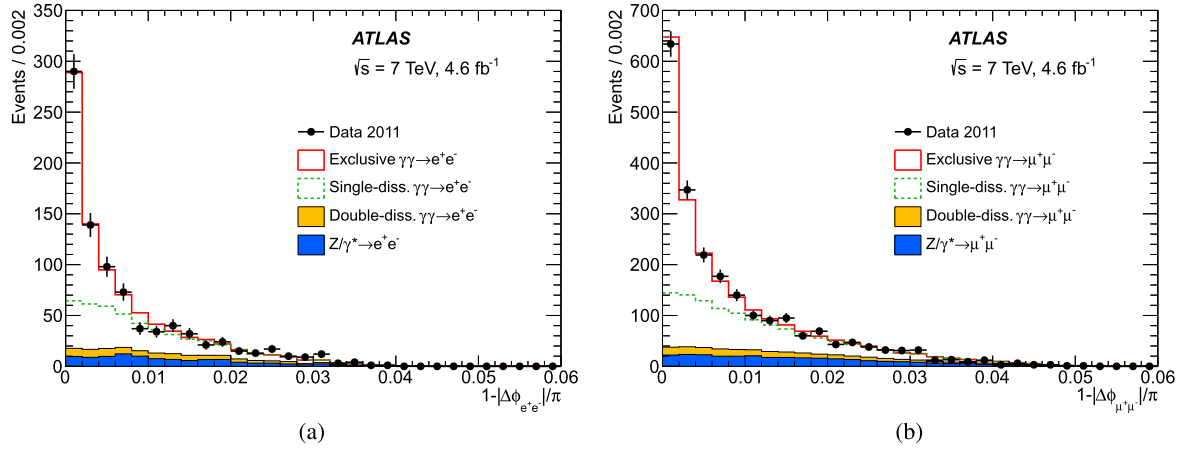 Events / 0.002
350
300
250
200
150
100
50
0
ATLAS
√s = 7 TeV, 4.6 fb⁻¹
Data 2011
Exclusive γγ→e⁺e⁻
Single-diss. γγ→e⁺e⁻
Double-diss. γγ→e⁺e⁻
Z/γ*→e⁺e⁻
0 0.01 0.02 0.03 0.04 0.05 0.06
1-|Δϕ_e⁺e⁻|/π
(a)
Events / 0.002
700
600
500
400
300
200
100
0
ATLAS
√s = 7 TeV, 4.6 fb⁻¹
Data 2011
Exclusive γγ→μ⁺μ⁻
Single-diss. γγ→μ⁺μ⁻
Double-diss. γγ→μ⁺μ⁻
Z/γ*→μ⁺μ⁻
0 0.01 0.02 0.03 0.04 0.05 0.06
1-|Δϕ_μ⁺μ⁻|/π
(b)